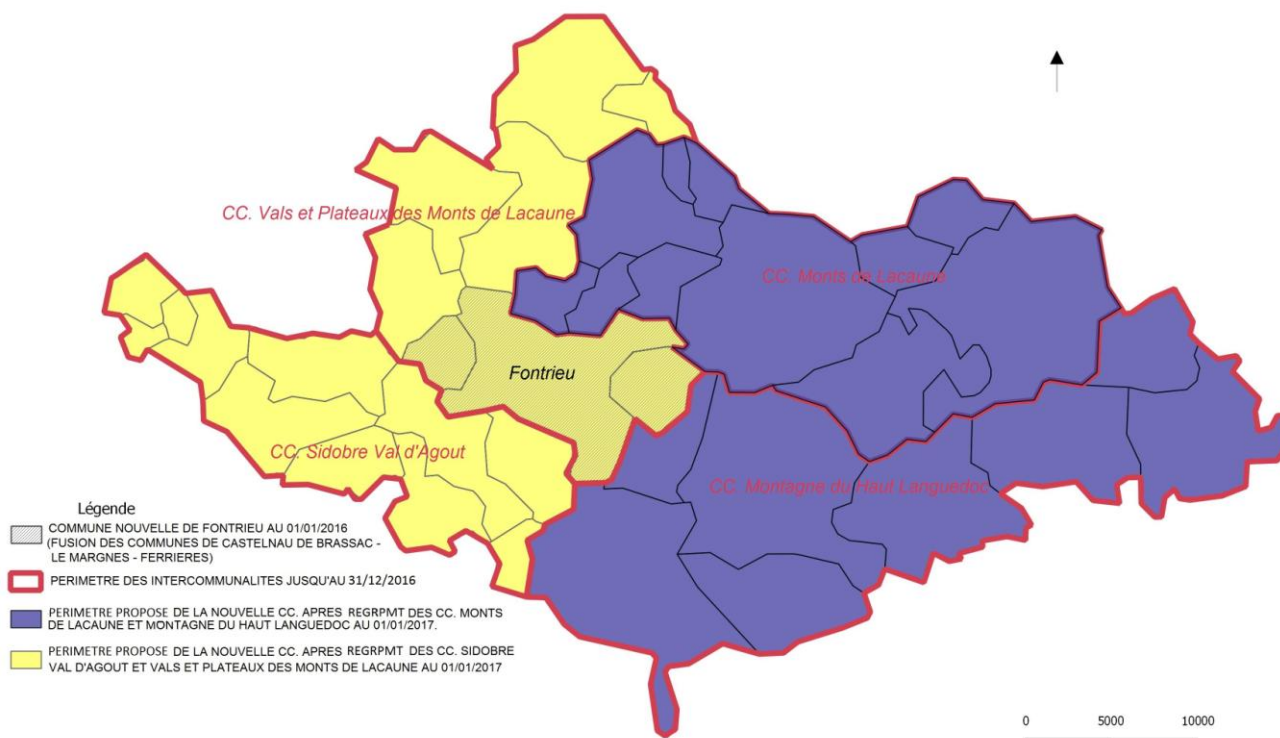 CC. Vals et Plateaux des Monts de Lacaune
CC. Monts de Lacaune
Fontrieu
CC. Sidobre Val d'Agout
CC. Montagne du Haut Languedoc
Légende
COMMUNE NOUVELLE DE FONTRIEU AU 01/01/2016
(FUSION DES COMMUNES DE CASTELNAU DE BRASSAC -
LE MARGNES - FERRIERES)
PERIMETRE DES INTERCOMMUNALITES JUSQU'AU 31/12/2016
PERIMETRE PROPOSE DE LA NOUVELLE CC. APRES REGRPMT DES CC. MONTS
DE LACAUNE ET MONTAGNE DU HAUT LANGUEDOC AU 01/01/2017.
PERIMETRE PROPOSE DE LA NOUVELLE CC. APRES REGRPMT DES CC. SIDOBRE
VAL D'AGOUT ET VALS ET PLATEAUX DES MONTS DE LACAUNE AU 01/01/2017
0 5000 10000